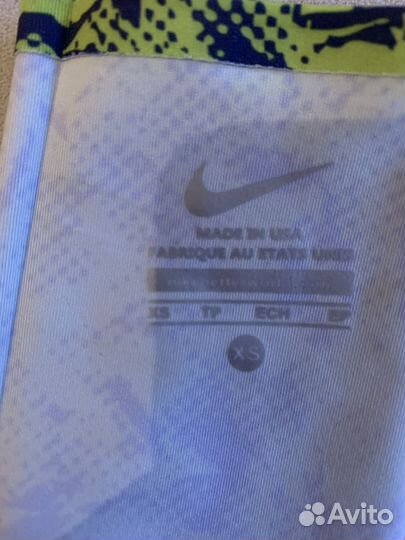 MADE IN USA
FABRIQUE AU ETATS UNIS
XS TP ECH EP
XS
Avito